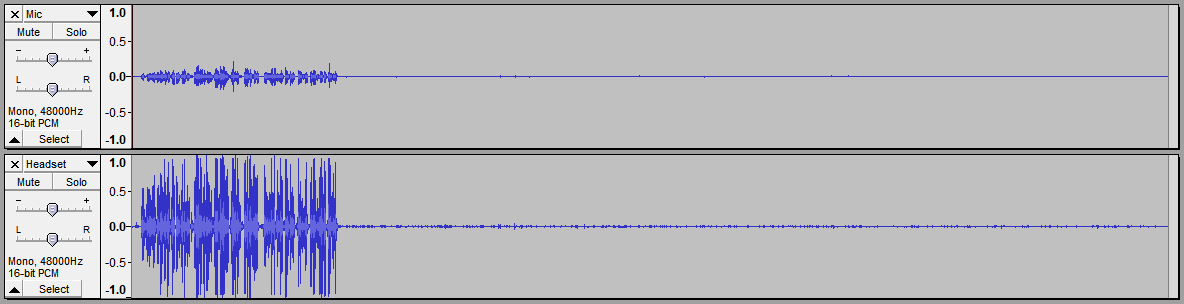 Mic
Mute Solo
- +
L R
Mono, 48000Hz
16-bit PCM
Select
1.0
0.5-
0.0-
-0.5-
-1.0
Headset
Mute Solo
- +
L R
Mono, 48000Hz
16-bit PCM
Select
1.0
0.5-
0.0-
-0.5-
-1.0